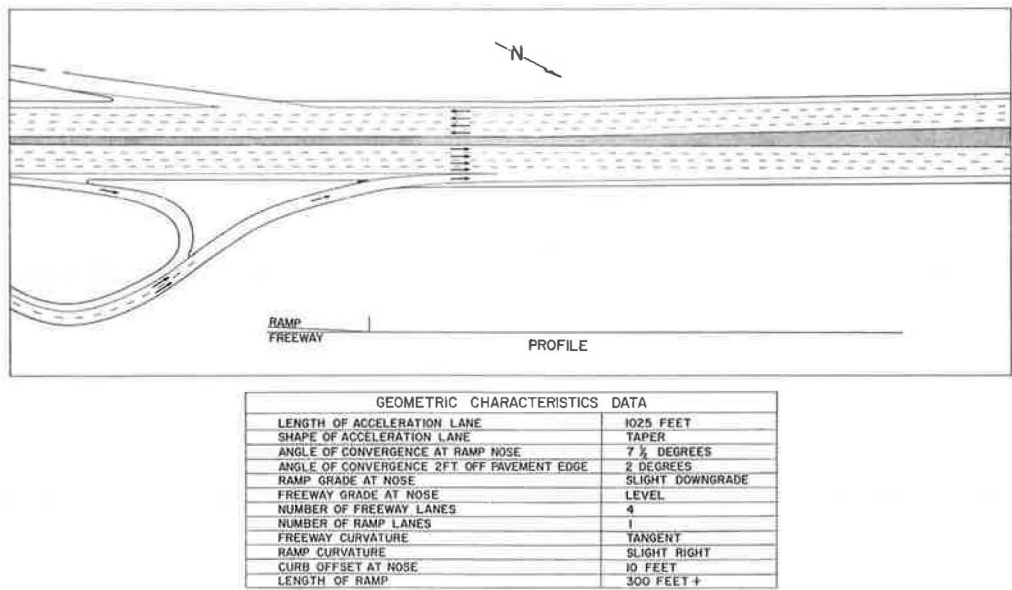 N
RAMP
FREEWAY
PROFILE
GEOMETRIC CHARACTERISTICS DATA
LENGTH OF ACCELERATION LANE 1025 FEET
SHAPE OF ACCELERATION LANE TAPER
ANGLE OF CONVERGENCE AT RAMP NOSE 7 ½ DEGREES
ANGLE OF CONVERGENCE 2FT. OFF PAVEMENT EDGE 2 DEGREES
RAMP GRADE AT NOSE SLIGHT DOWNGRADE
FREEWAY GRADE AT NOSE LEVEL
NUMBER OF FREEWAY LANES 4
NUMBER OF RAMP LANES 1
FREEWAY CURVATURE TANGENT
RAMP CURVATURE SLIGHT RIGHT
CURB OFFSET AT NOSE 10 FEET
LENGTH OF RAMP 300 FEET +